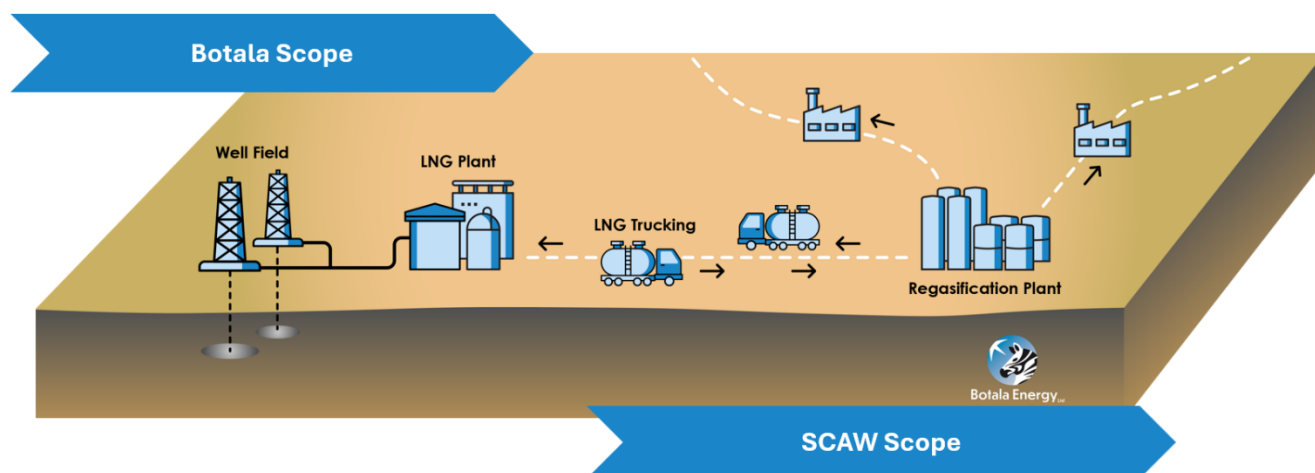 Botala Scope
Well Field
LNG Plant
LNG Trucking
Regasification Plant
Botala Energy
SCAW Scope